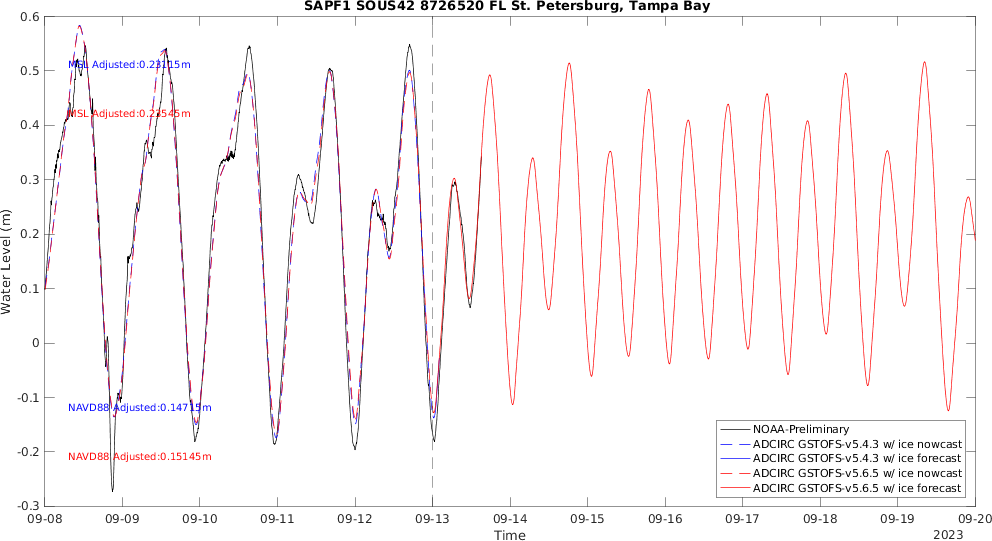 SAPF1 SOUS42 8726520 FL St. Petersburg, Tampa Bay
Water Level (m)
0.6
0.5
0.4
0.3
0.2
0.1
0
-0.1
-0.2
-0.3
MSL Adjusted:0.23115m
MSL Adjusted:0.23545m
NAVD88 Adjusted:0.14715m
NAVD88 Adjusted:0.15145m
NOAA-Preliminary
ADCIRC GSTOFS-v5.4.3 w/ ice nowcast
ADCIRC GSTOFS-v5.4.3 w/ ice forecast
ADCIRC GSTOFS-v5.6.5 w/ ice nowcast
ADCIRC GSTOFS-v5.6.5 w/ ice forecast
09-08 09-09 09-10 09-11 09-12 09-13 09-14 09-15 09-16 09-17 09-18 09-19 09-20
Time
2023